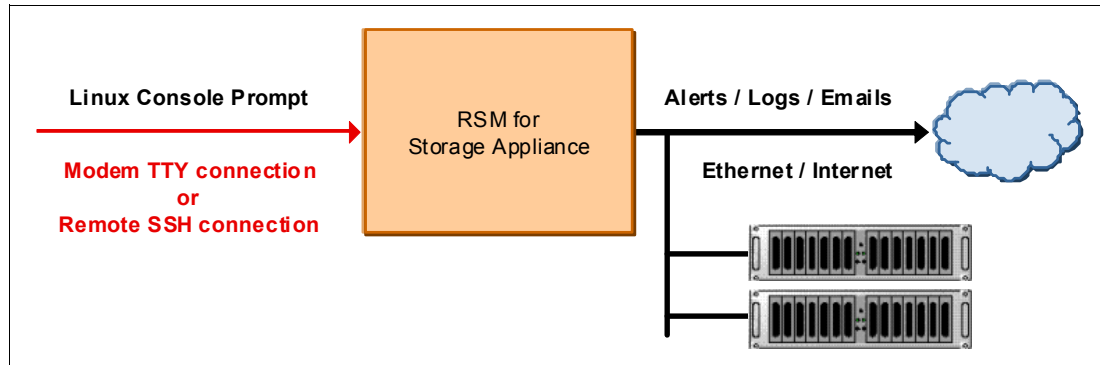 Linux Console Prompt
Modem TTY connection
or
Remote SSH connection
RSM for
Storage Appliance
Alerts / Logs / Emails
Ethernet / Internet